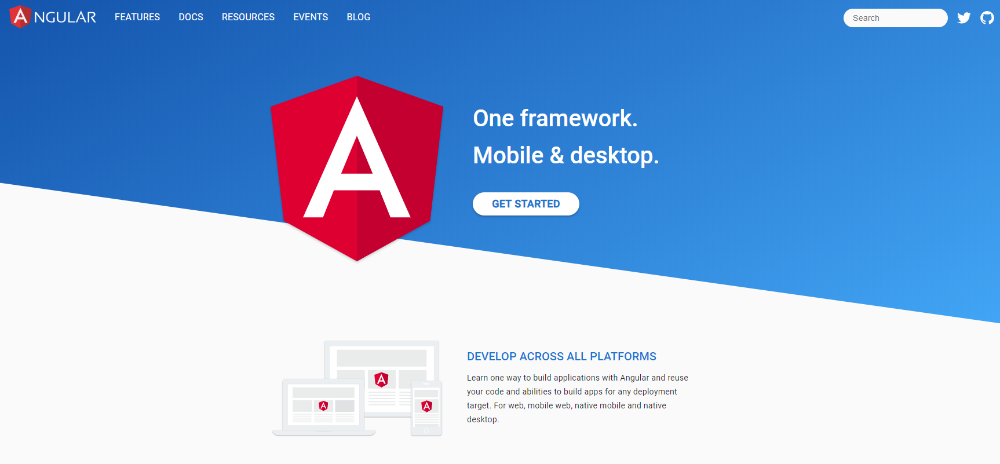 ANGULAR
FEATURES
DOCS
RESOURCES
EVENTS
BLOG
Search
A
One framework.
Mobile & desktop.
GET STARTED
A
A
A
DEVELOP ACROSS ALL PLATFORMS
Learn one way to build applications with Angular and reuse
your code and abilities to build apps for any deployment
target. For web, mobile web, native mobile and native
desktop.